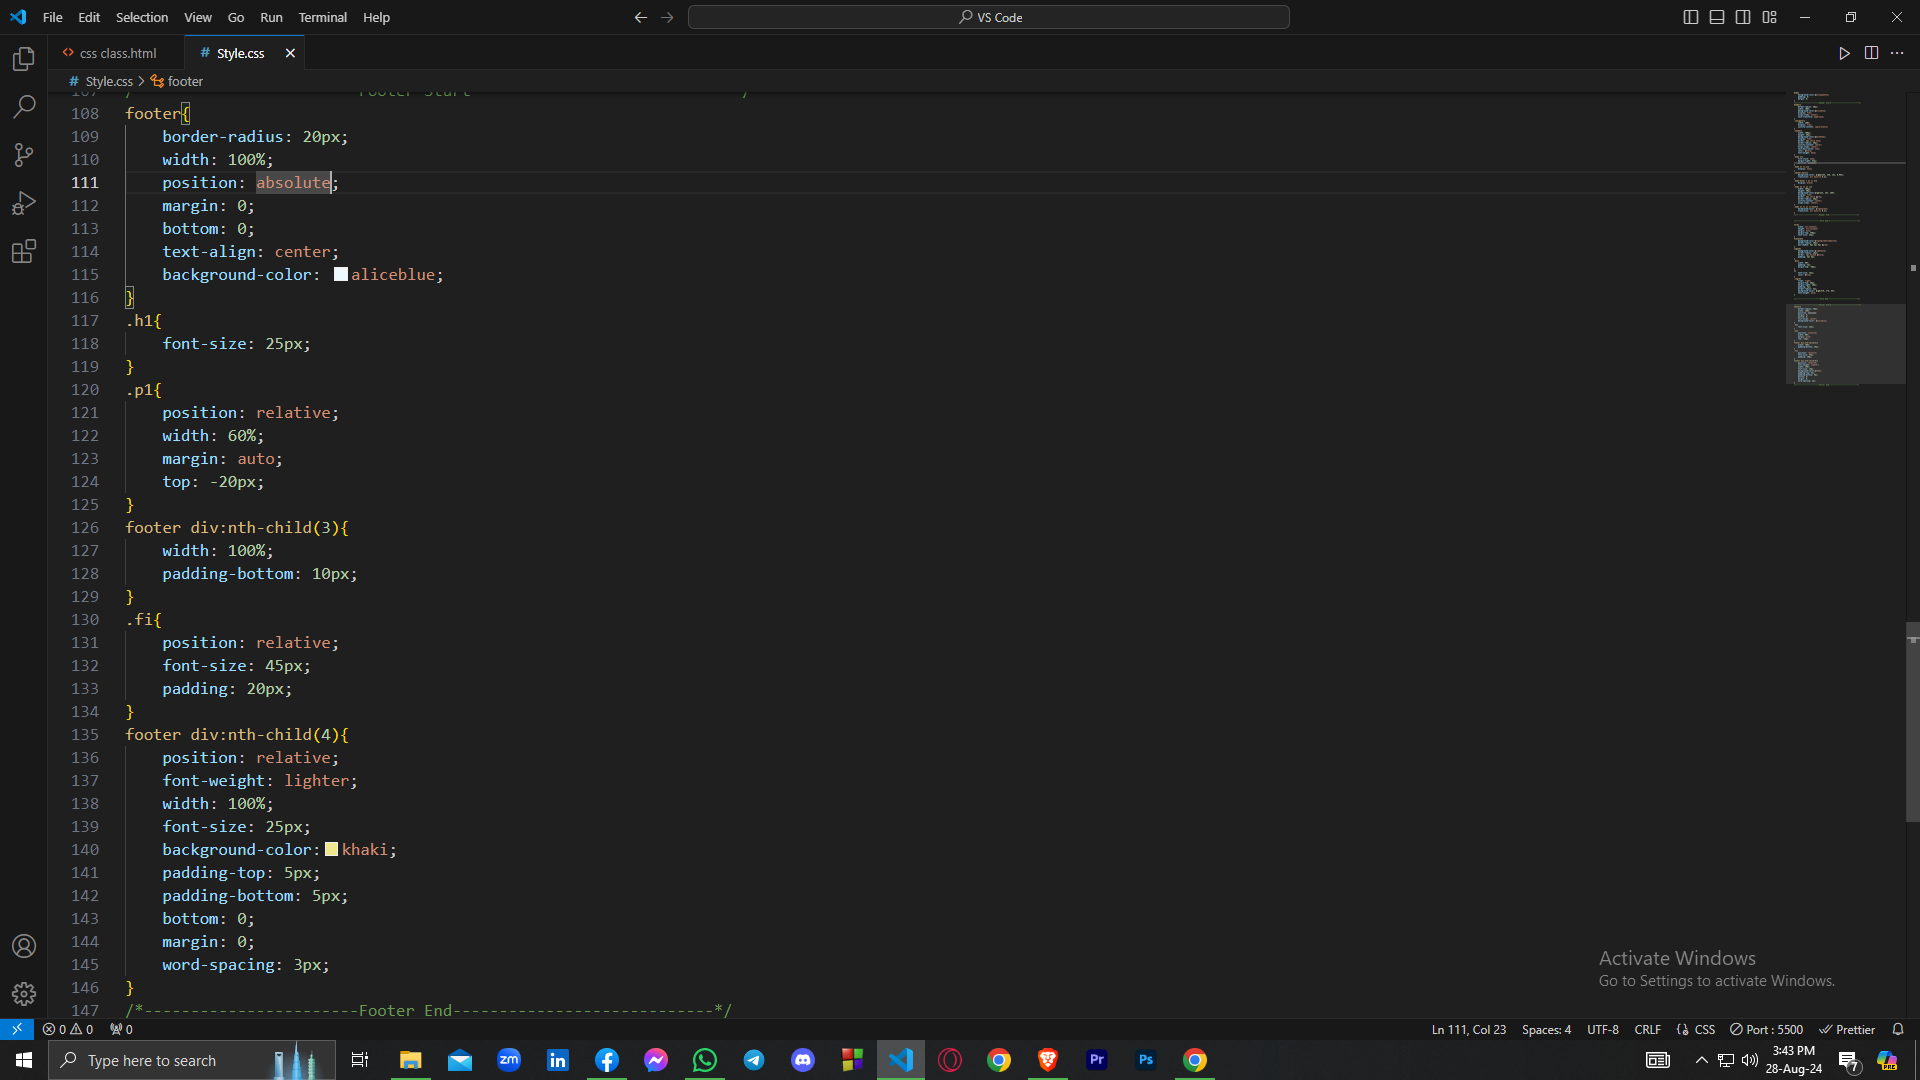 File Edit Selection View Go Run Terminal Help VS Code
css class.html # Style.css
# Style.css > footer
107 /*-------------------------Footer Start-----------------------------*/
108 footer{
109 border-radius: 20px;
110 width: 100%;
111 position: absolute;
112 margin: 0;
113 bottom: 0;
114 text-align: center;
115 background-color: aliceblue;
116 }
117 .h1{
118 font-size: 25px;
119 }
120 .p1{
121 position: relative;
122 width: 60%;
123 margin: auto;
124 top: -20px;
125 }
126 footer div:nth-child(3){
127 width: 100%;
128 padding-bottom: 10px;
129 }
130 .fi{
131 position: relative;
132 font-size: 45px;
133 padding: 20px;
134 }
135 footer div:nth-child(4){
136 position: relative;
137 font-weight: lighter;
138 width: 100%;
139 font-size: 25px;
140 background-color: khaki;
141 padding-top: 5px;
142 padding-bottom: 5px;
143 bottom: 0;
144 margin: 0;
145 word-spacing: 3px;
146 }
147 /*-----------------------Footer End----------------------------*/
Activate Windows
Go to Settings to activate Windows.
0 0 0 Ln 111, Col 23 Spaces: 4 UTF-8 CRLF {} CSS Port : 5500 Prettier
Type here to search zm in Pr Ps 3:43 PM 7 PRE
28-Aug-24